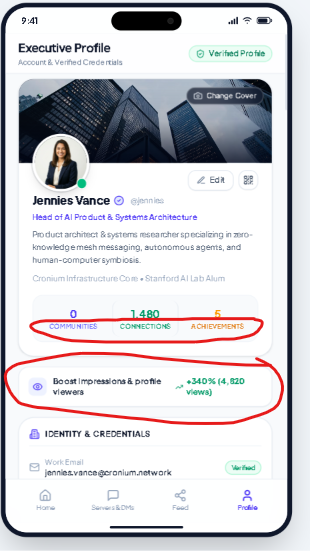 9:41
Executive Profile
Account & Verified Credentials
Verified Profile
Change Cover
Edit
Jennies Vance
@jennies
Head of AI Product & Systems Architecture
Product architect & systems researcher specializing in zero-
knowledge mesh messaging, autonomous agents, and
human-computer symbiosis.
Cronium Infrastructure Core • Stanford AI Lab Alum
0 1,480 5
COMMUNITIES CONNECTIONS ACHIEVEMENTS
Boost impressions & profile
viewers
+340% (4,820
views)
IDENTITY & CREDENTIALS
Work Email
jennies.vance@cronium.network
Verified
Home Servers & DMs Feed Profile